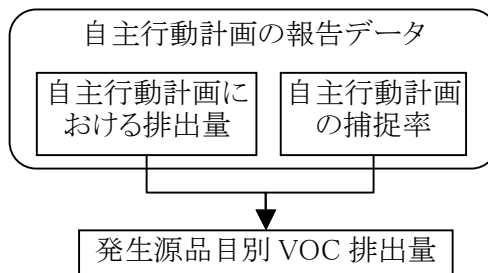 自主行動計画の報告データ
自主行動計画に
おける排出量
自主行動計画
の捕捉率
発生源品目別 VOC 排出量